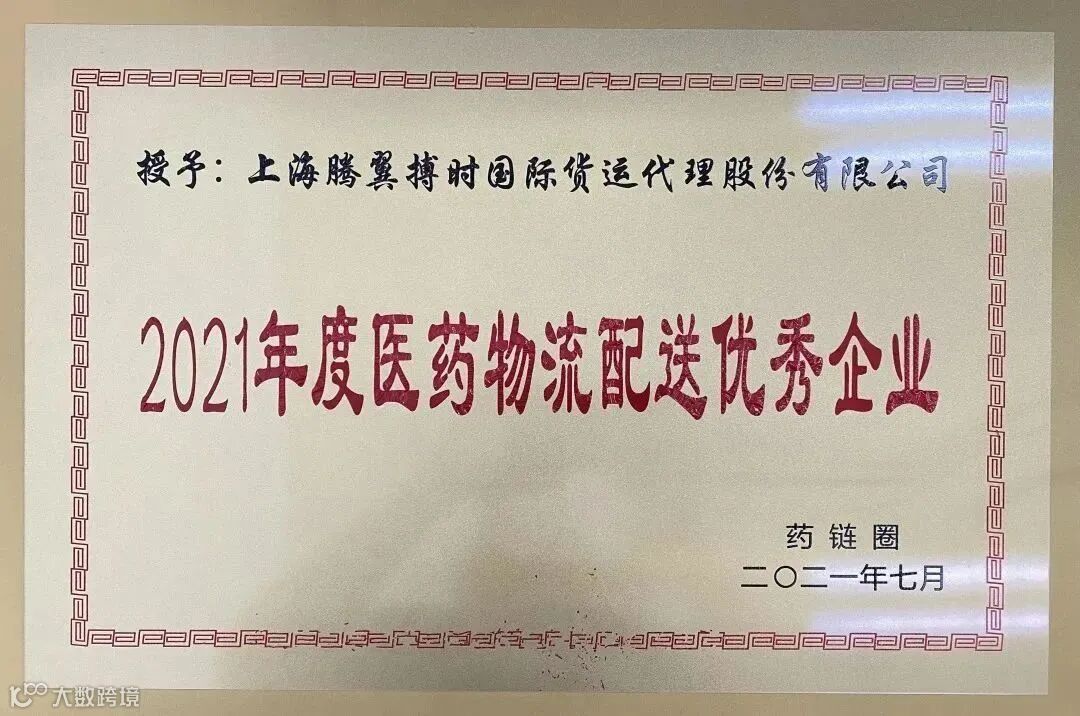 授予：上海腾翼搏时国际货运代理股份有限公司
2021年度医药物流配送优秀企业
药链圈
二〇二一年七月
大数跨境